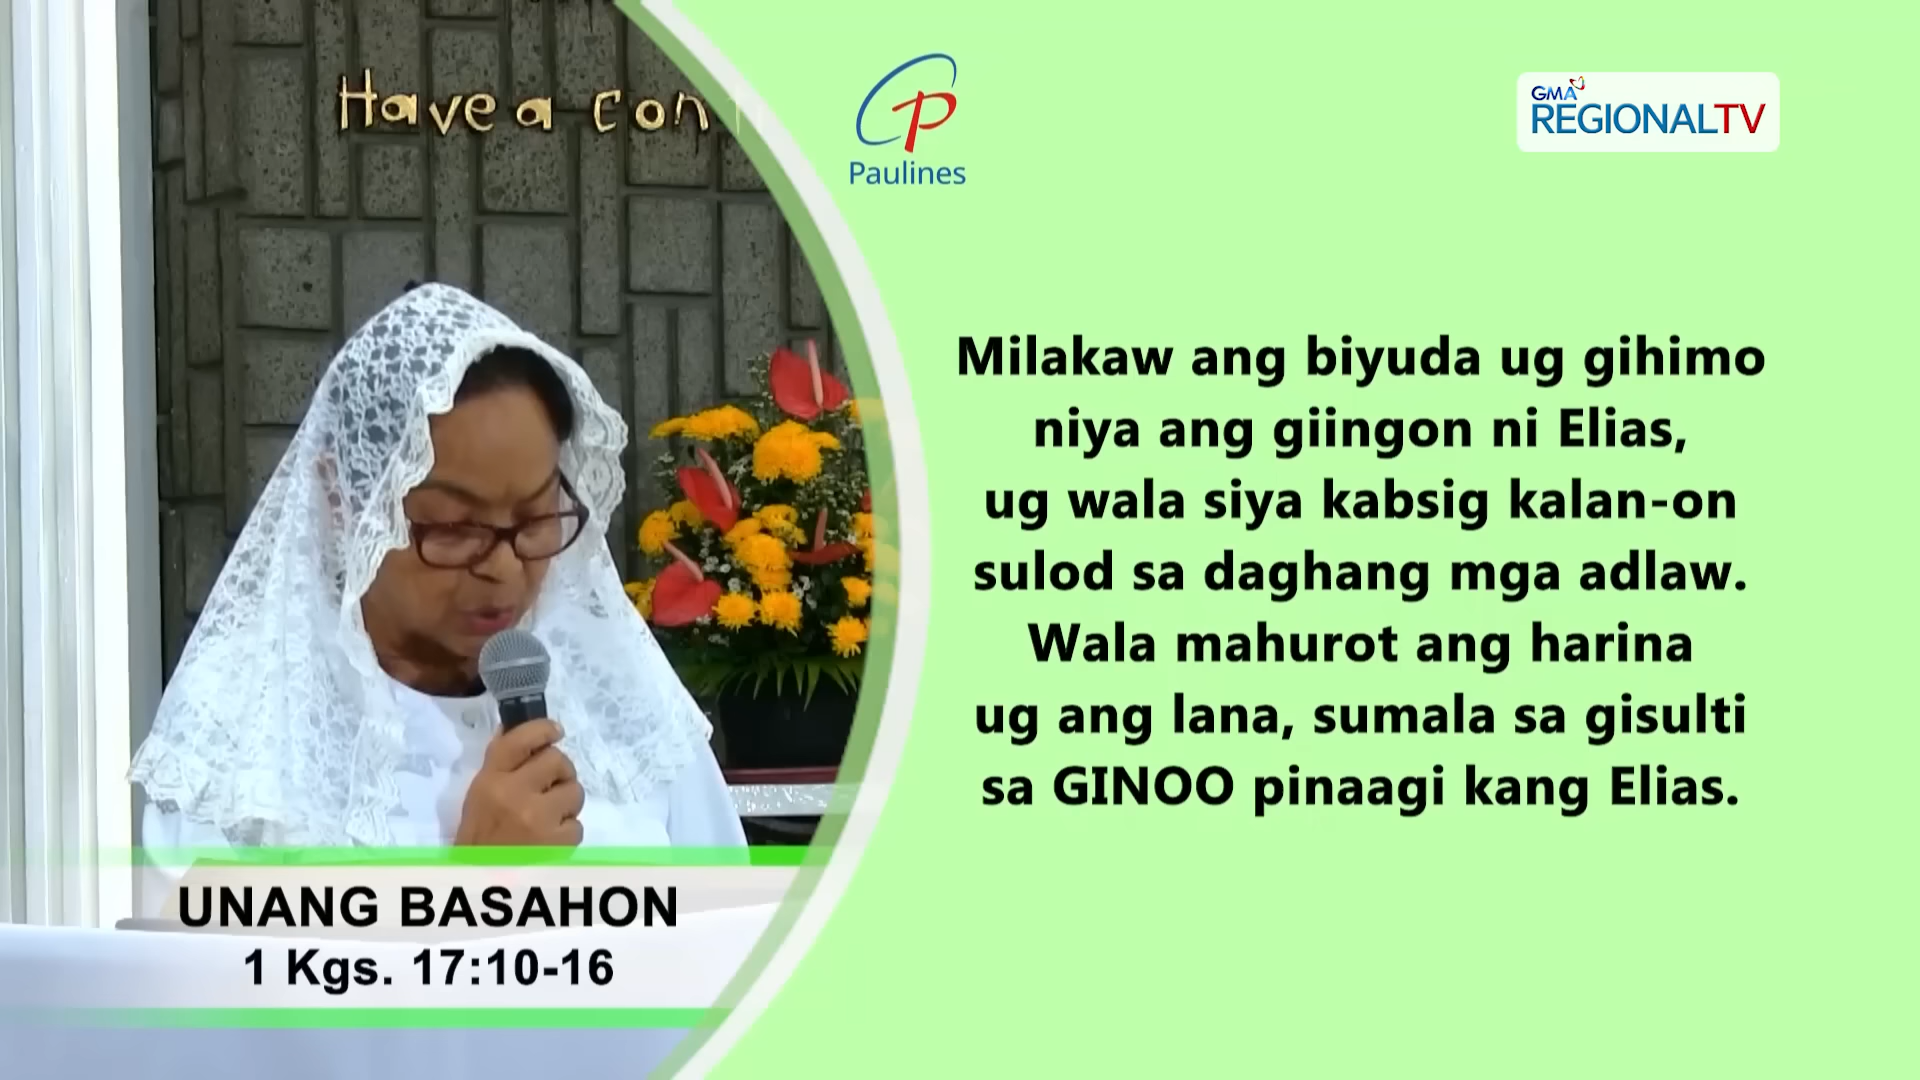 Have a con
Paulines
GMA
REGIONALTV
Milakaw ang biyuda ug gihimo
niya ang giingon ni Elias,
ug wala siya kabsig kalan-on
sulod sa daghang mga adlaw.
Wala mahurot ang harina
ug ang lana, sumala sa gisulti
sa GINOO pinaagi kang Elias.
UNANG BASAHON
1 Kgs. 17:10-16